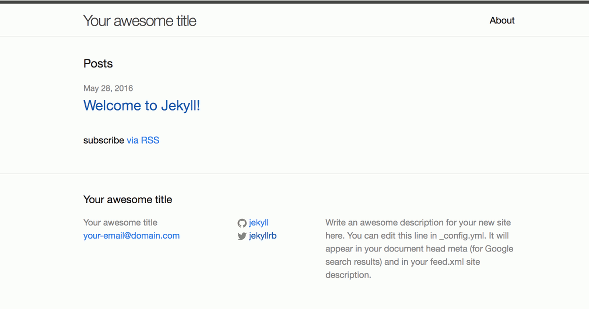 Your awesome title
About
Posts
May 28, 2016
Welcome to Jekyll!
subscribe via RSS
Your awesome title
Your awesome title
your-email@domain.com
jekyll
jekyllrb
Write an awesome description for your new site
here. You can edit this line in _config.yml. It will
appear in your document head meta (for Google
search results) and in your feed.xml site
description.